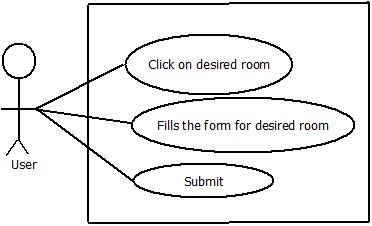 Click on desired room
Fills the form for desired room
User
Submit